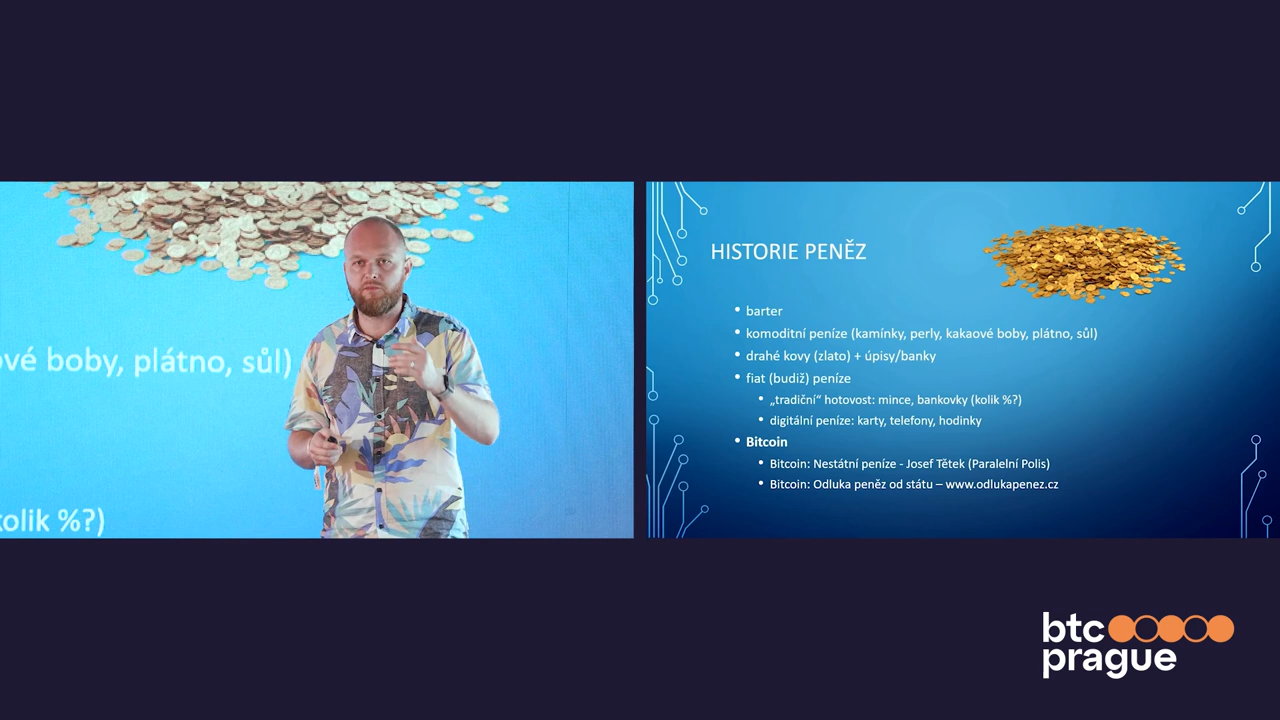 ové boby, plátno, sůl)
kolik %?)
HISTORIE PENĚZ
• barter
• komoditní peníze (kamínky, perly, kakaové boby, plátno, sůl)
• drahé kovy (zlato) + úpisy/banky
• fiat (budiž) peníze
• „tradiční“ hotovost: mince, bankovky (kolik %?)
• digitální peníze: karty, telefony, hodinky
• Bitcoin
• Bitcoin: Nestátní peníze - Josef Tětek (Paralelní Polis)
• Bitcoin: Odluka peněz od státu – www.odlukapenez.cz
btc
prague